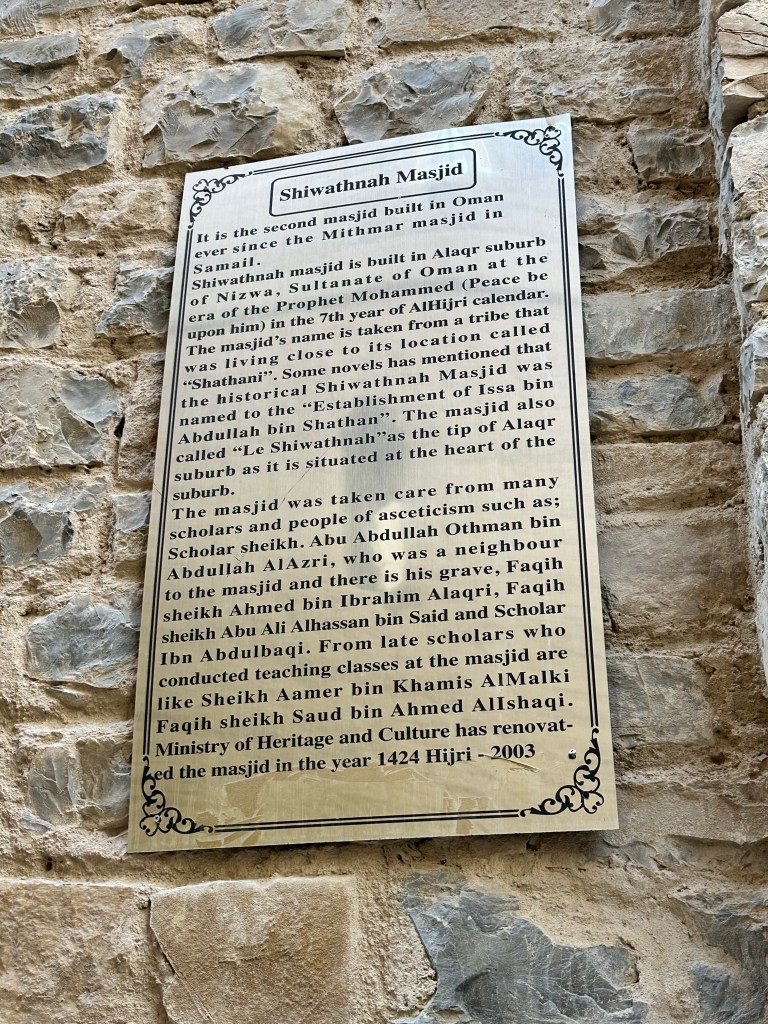 Shiwathnah Masjid
It is the second masjid built in Oman
ever since the Mithmar masjid in
Samail.
Shiwathnah masjid is built in Alaqr suburb
of Nizwa, Sultanate of Oman at the
era of the Prophet Mohammed (Peace be
upon him) in the 7th year of AlHijri calendar.
The masjid's name is taken from a tribe that
was living close to its location called
“Shathani”. Some novels has mentioned that
the historical Shiwathnah Masjid was
named to the “Establishment of Issa bin
Abdullah bin Shathan”. The masjid also
called “Le Shiwathnah”as the tip of Alaqr
suburb as it is situated at the heart of the
suburb.
The masjid was taken care from many
scholars and people of asceticism such as;
Scholar sheikh. Abu Abdullah Othman bin
Abdullah AlAzri, who was a neighbour
to the masjid and there is his grave, Faqih
sheikh Ahmed bin Ibrahim Alaqri, Faqih
sheikh Abu Ali Alhassan bin Said and Scholar
Ibn Abdulbaqi. From late scholars who
conducted teaching classes at the masjid are
like Sheikh Aamer bin Khamis AlMalki
Faqih sheikh Saud bin Ahmed AlIshaqi.
Ministry of Heritage and Culture has renovat-
ed the masjid in the year 1424 Hijri - 2003